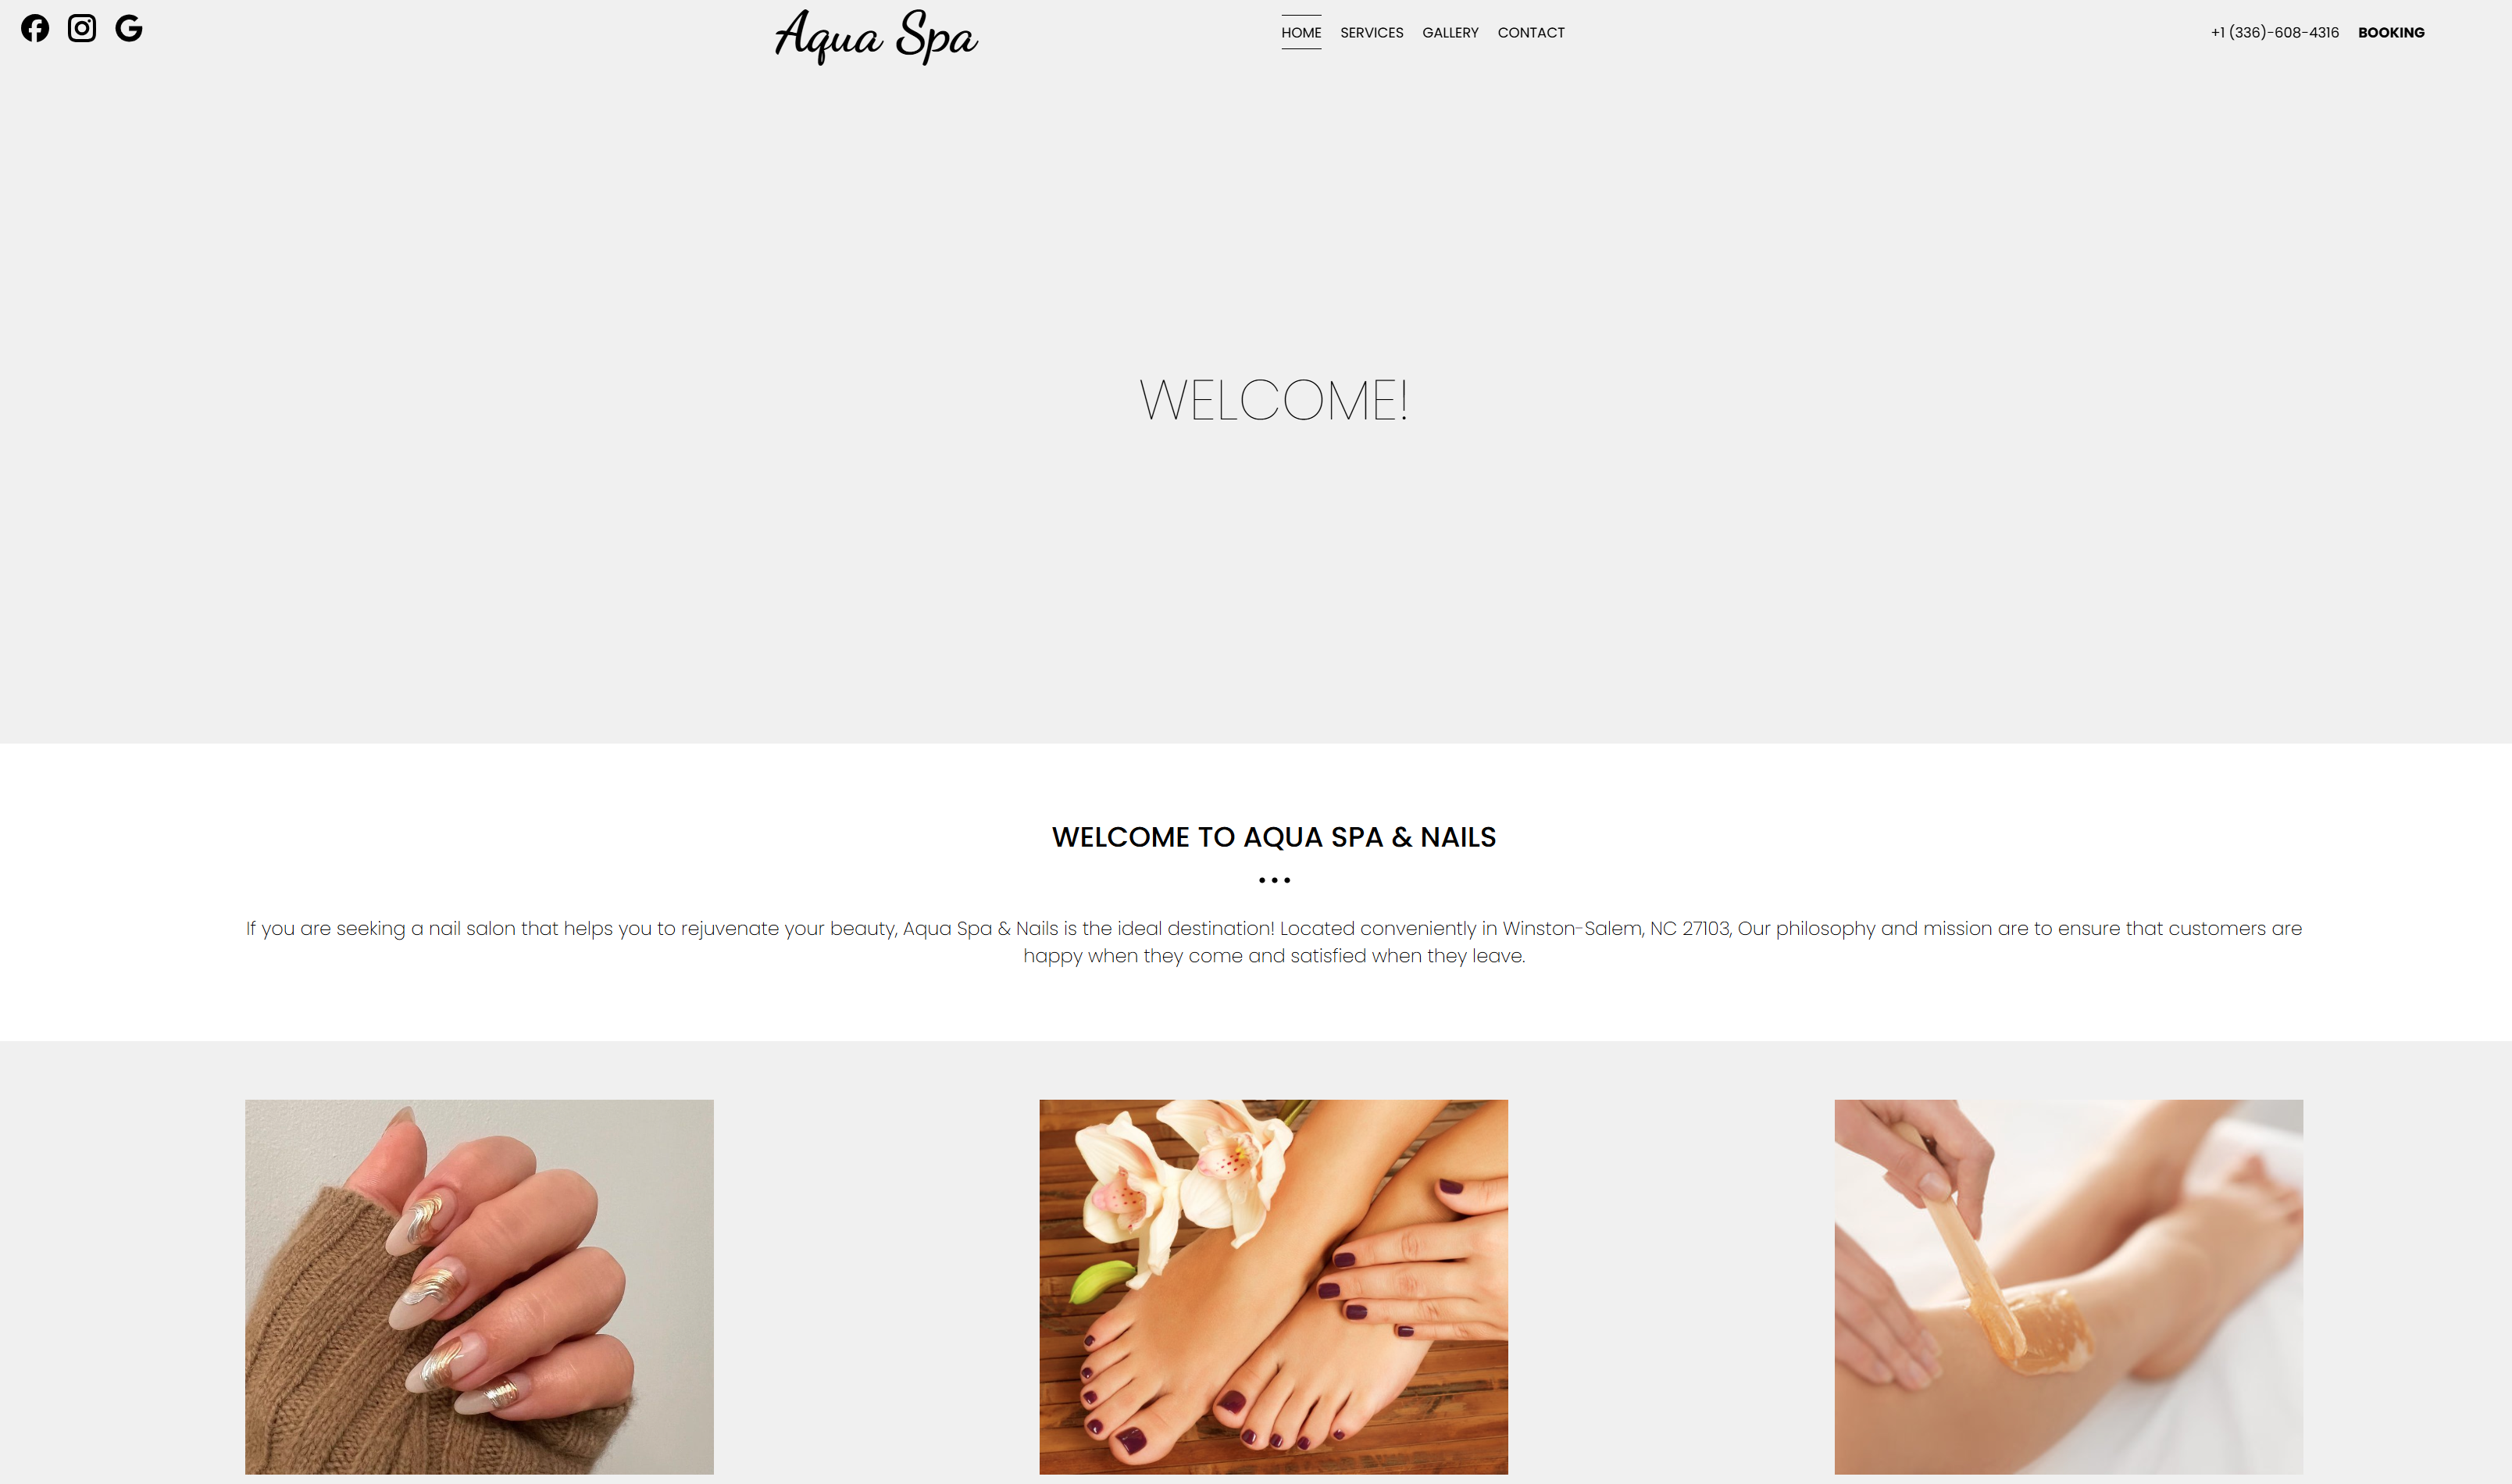 Aqua Spa
HOME SERVICES GALLERY CONTACT
+1 (336)-608-4316 BOOKING
WELCOME!
WELCOME TO AQUA SPA & NAILS
If you are seeking a nail salon that helps you to rejuvenate your beauty, Aqua Spa & Nails is the ideal destination! Located conveniently in Winston-Salem, NC 27103, Our philosophy and mission are to ensure that customers are
happy when they come and satisfied when they leave.